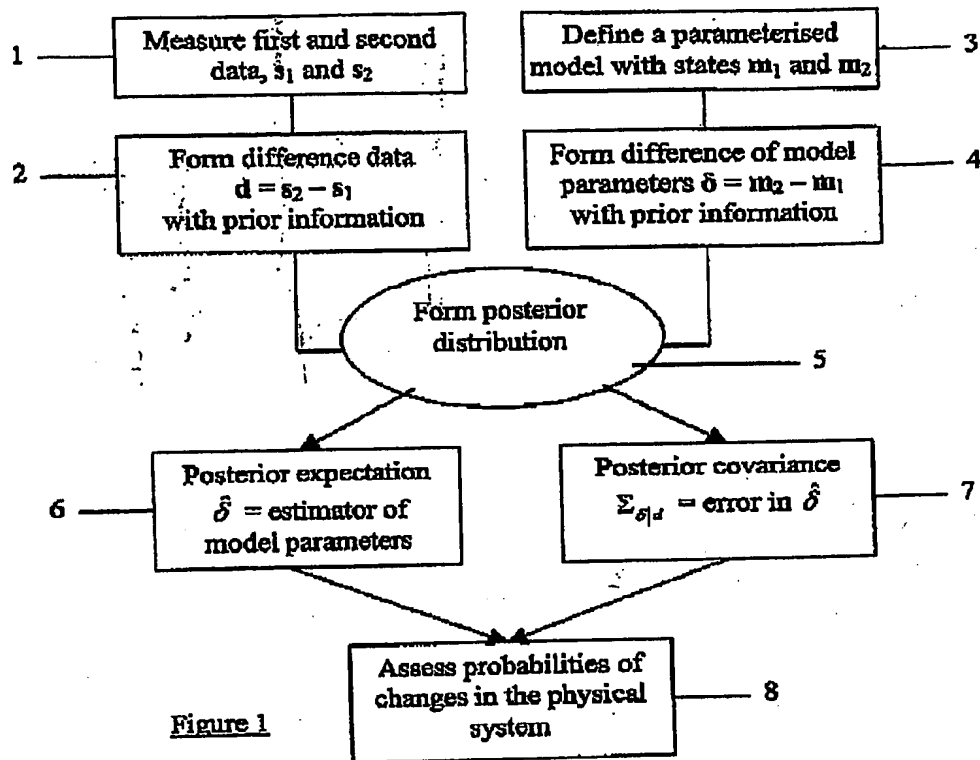 1
Measure first and second
data, s₁ and s₂
Define a parameterised
model with states m₁ and m₂
3
2
Form difference data
d = s₂ – s₁
with prior information
Form difference of model
parameters δ = m₂ – m₁
with prior information
4
Form posterior
distribution
5
6
Posterior expectation
δ̂ = estimator of
model parameters
Posterior covariance
Σ_δ|d = error in δ̂
7
Assess probabilities of
changes in the physical
system
8
Figure 1